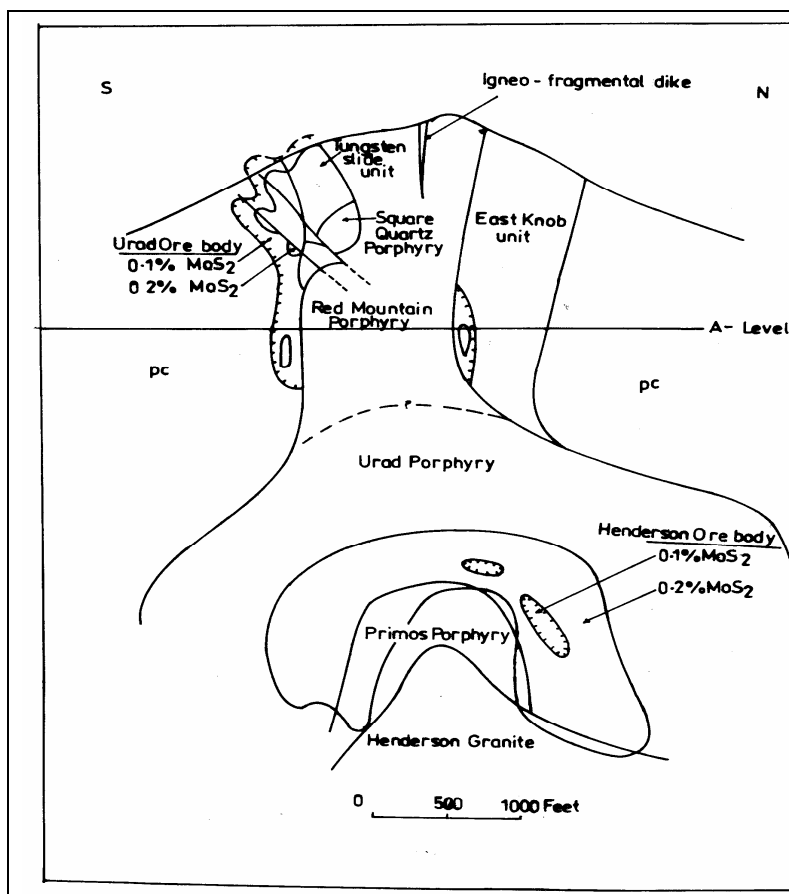 S
N
Igneo-fragmental dike
Tungsten
slide
unit
Square
Quartz
Porphyry
East Knob
unit
Urad Ore body
0·1% MoS2
0·2% MoS2
Red Mountain
Porphyry
A- Level
pc
pc
?
Urad Porphyry
Henderson Ore body
0·1%MoS2
0·2%MoS2
Primos Porphyry
Henderson Granite
0 500 1000 Feet